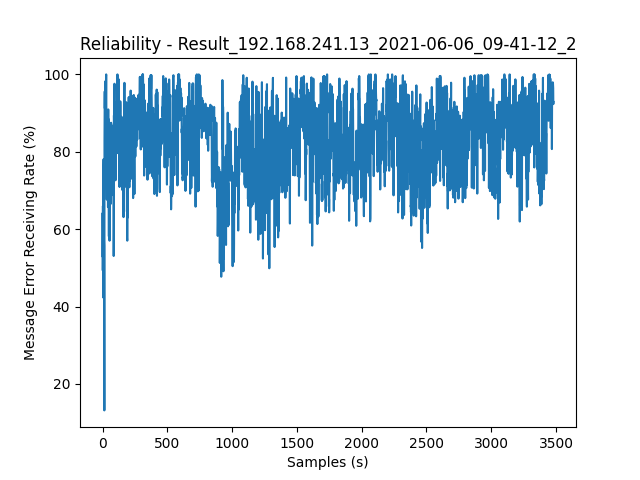 Reliability - Result_192.168.241.13_2021-06-06_09-41-12_2
Message Error Receiving Rate (%)
100
80
60
40
20
0 500 1000 1500 2000 2500 3000 3500
Samples (s)